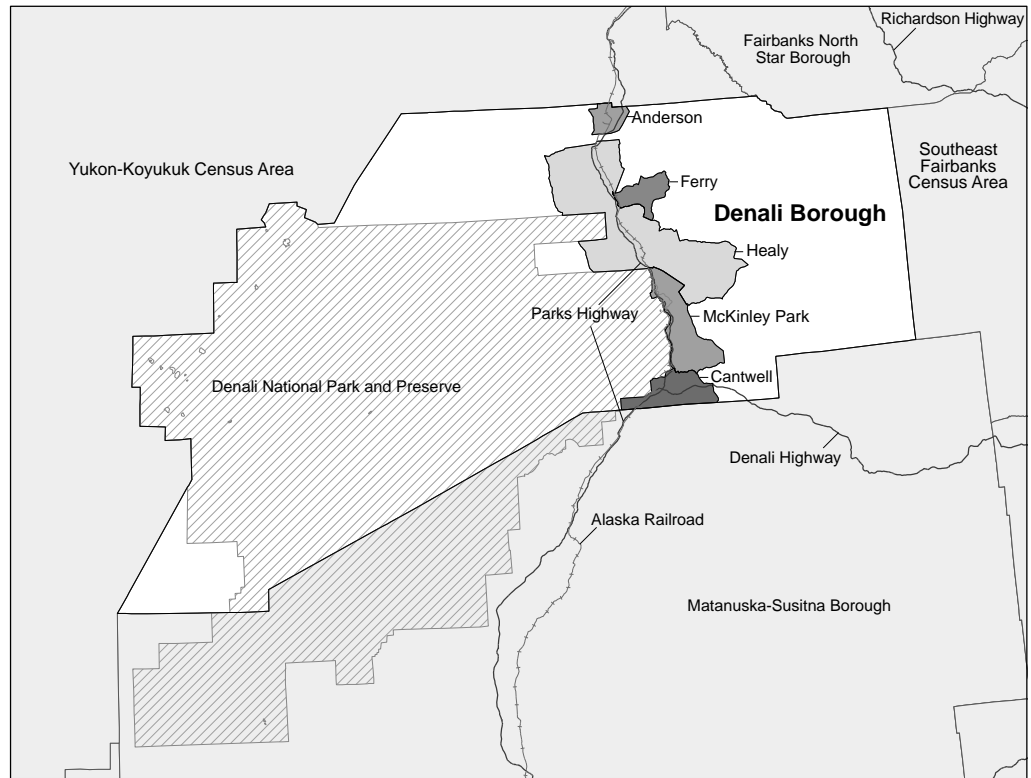 Richardson Highway
Fairbanks North
Star Borough
Anderson
Yukon-Koyukuk Census Area
Southeast
Fairbanks
Census Area
Ferry
Denali Borough
Healy
Parks Highway
McKinley Park
Cantwell
Denali National Park and Preserve
Denali Highway
Alaska Railroad
Matanuska-Susitna Borough